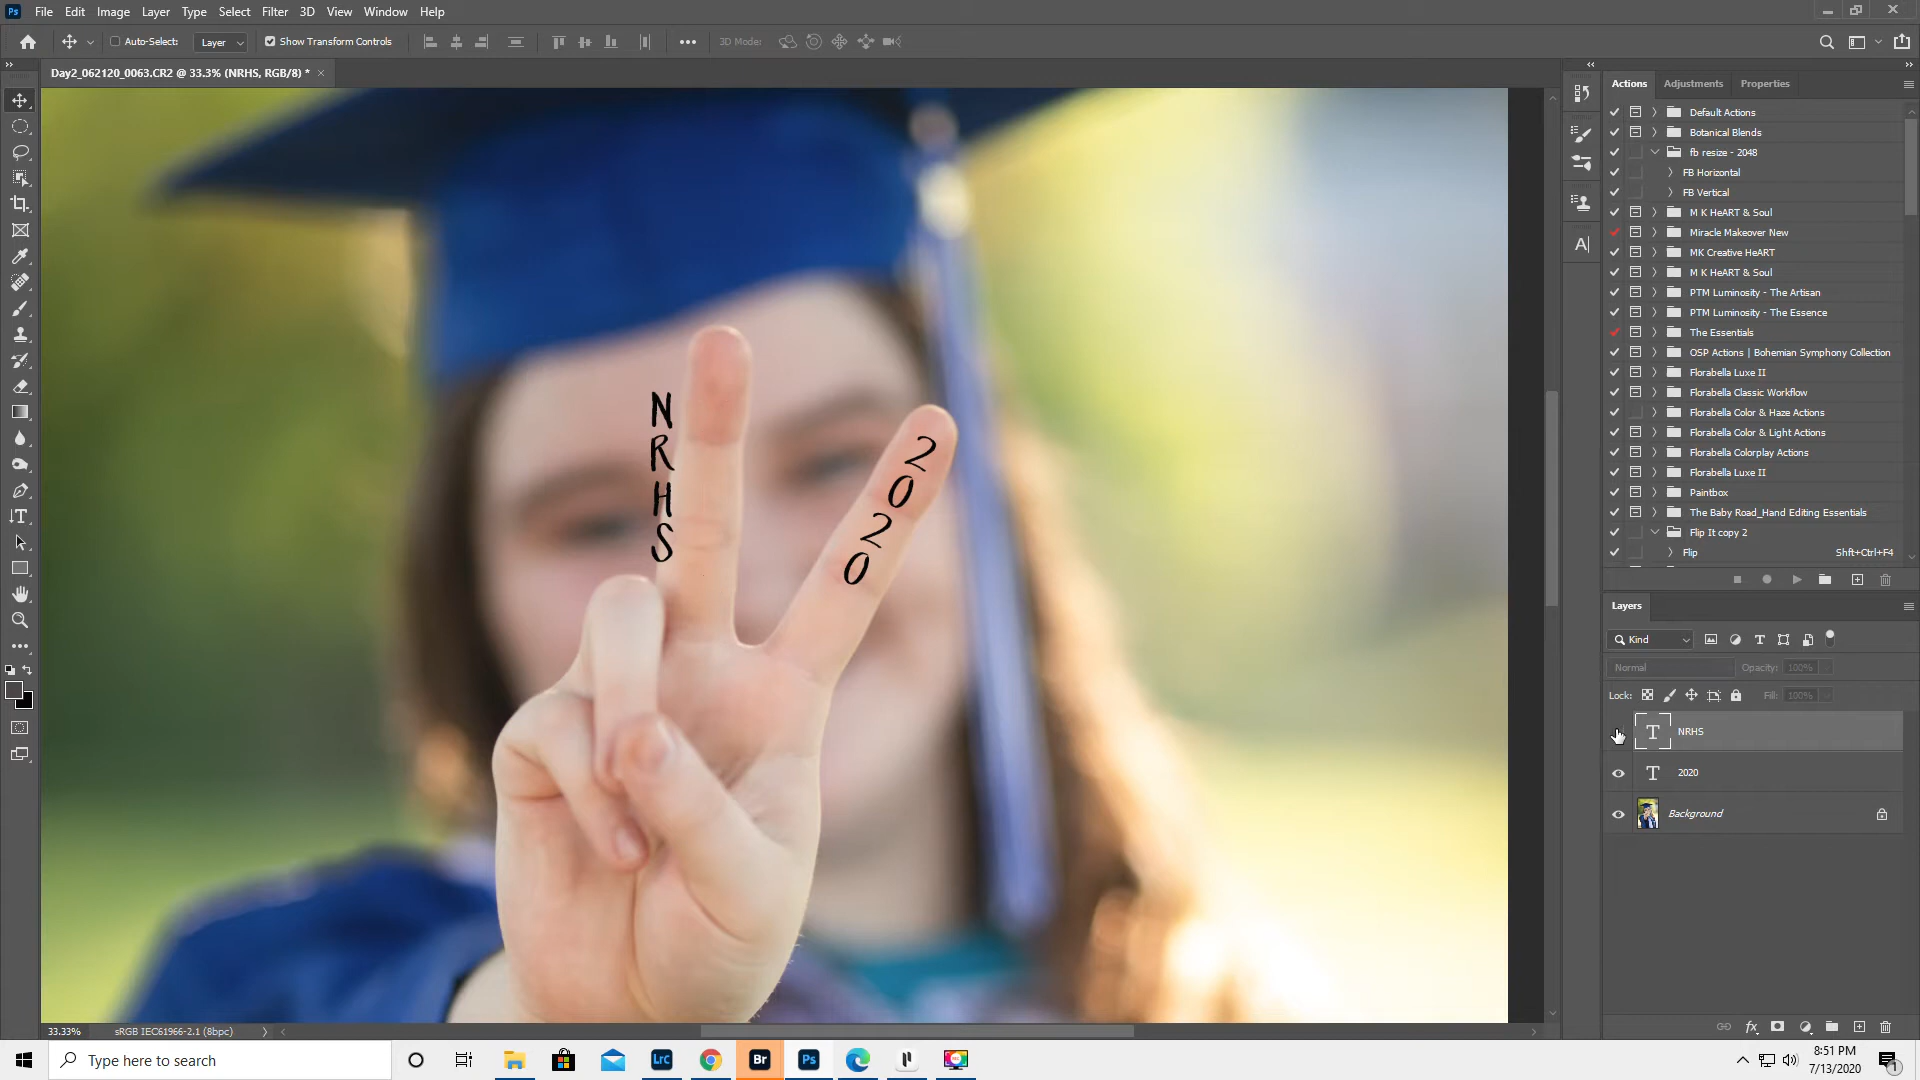 Ps File Edit Image Layer Type Select Filter 3D View Window Help
Auto-Select: Layer Show Transform Controls 3D Mode:
Day2_062120_0063.CR2 @ 33.3% (NRHS, RGB/8) * ×
Actions Adjustments Properties
Default Actions
Botanical Blends
fb resize - 2048
FB Horizontal
FB Vertical
M K HeART & Soul
Miracle Makeover New
MK Creative HeART
M K HeART & Soul
PTM Luminosity - The Artisan
PTM Luminosity - The Essence
The Essentials
OSP Actions | Bohemian Symphony Collection
Florabella Luxe II
Florabella Classic Workflow
Florabella Color & Haze Actions
Florabella Color & Light Actions
Florabella Colorplay Actions
Florabella Luxe II
Paintbox
The Baby Road_Hand Editing Essentials
Flip It copy 2
Flip Shft+Ctrl+F4
N
R
H
S
2
0
2
0
Layers
Kind
Normal Opacity: 100%
Lock: Fill: 100%
T NRHS
T 2020
Background
33.33% sRGB IEC61966-2.1 (8bpc)
Type here to search
LrC Br Ps
8:51 PM
7/13/2020
1